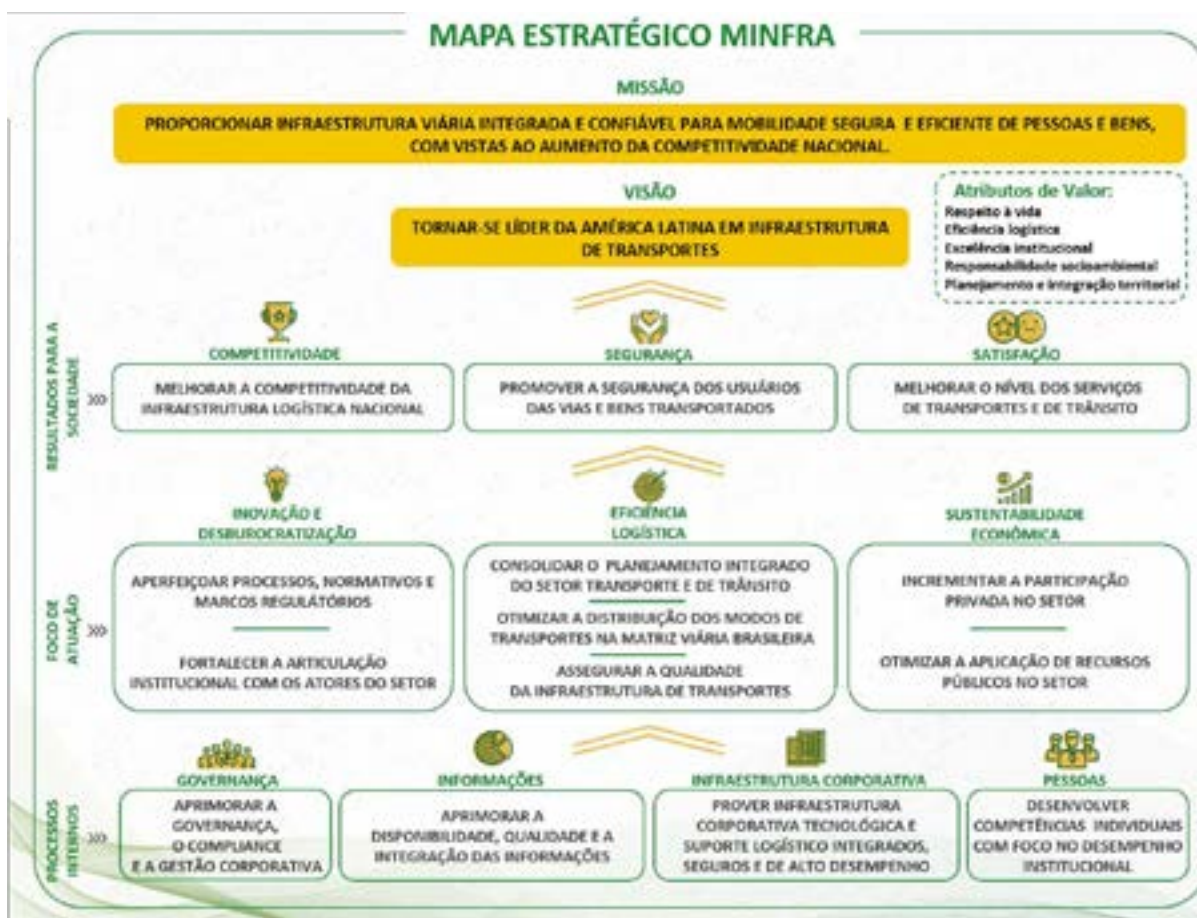 MAPA ESTRATÉGICO MINFRA
MISSÃO
PROPORCIONAR INFRAESTRUTURA VIÁRIA INTEGRADA E CONFIÁVEL PARA MOBILIDADE SEGURA E EFICIENTE DE PESSOAS E BENS,
COM VISTAS AO AUMENTO DA COMPETITIVIDADE NACIONAL.
VISÃO
TORNAR-SE LÍDER DA AMÉRICA LATINA EM INFRAESTRUTURA
DE TRANSPORTES
Atributos de Valor:
Respeito à vida
Eficiência logística
Excelência institucional
Responsabilidade socioambiental
Planejamento e integração territorial
RESULTADOS PARA A
SOCIEDADE
COMPETITIVIDADE
MELHORAR A COMPETITIVIDADE DA
INFRAESTRUTURA LOGÍSTICA NACIONAL
SEGURANÇA
PROMOVER A SEGURANÇA DOS USUÁRIOS
DAS VIAS E BENS TRANSPORTADOS
SATISFAÇÃO
MELHORAR O NÍVEL DOS SERVIÇOS
DE TRANSPORTES E DE TRÂNSITO
FOCO DE
ATUAÇÃO
INOVAÇÃO E
DESBUROCRATIZAÇÃO
APERFEIÇOAR PROCESSOS, NORMATIVOS E
MARCOS REGULATÓRIOS
FORTALECER A ARTICULAÇÃO
INSTITUCIONAL COM OS ATORES DO SETOR
EFICIÊNCIA
LOGÍSTICA
CONSOLIDAR O PLANEJAMENTO INTEGRADO
DO SETOR TRANSPORTE E DE TRÂNSITO
OTIMIZAR A DISTRIBUIÇÃO DOS MODOS DE
TRANSPORTES NA MATRIZ VIÁRIA BRASILEIRA
ASSEGURAR A QUALIDADE
DA INFRAESTRUTURA DE TRANSPORTES
SUSTENTABILIDADE
ECONÔMICA
INCREMENTAR A PARTICIPAÇÃO
PRIVADA NO SETOR
OTIMIZAR A APLICAÇÃO DE RECURSOS
PÚBLICOS NO SETOR
PROCESSOS
INTERNOS
GOVERNANÇA
APRIMORAR A
GOVERNANÇA,
O COMPLIANCE
E A GESTÃO CORPORATIVA
INFORMAÇÕES
APRIMORAR A
DISPONIBILIDADE, QUALIDADE E A
INTEGRAÇÃO DAS INFORMAÇÕES
INFRAESTRUTURA CORPORATIVA
PROVER INFRAESTRUTURA
CORPORATIVA TECNOLÓGICA E
SUPORTE LOGÍSTICO INTEGRADOS,
SEGUROS E DE ALTO DESEMPENHO
PESSOAS
DESENVOLVER
COMPETÊNCIAS INDIVIDUAIS
COM FOCO NO DESEMPENHO
INSTITUCIONAL